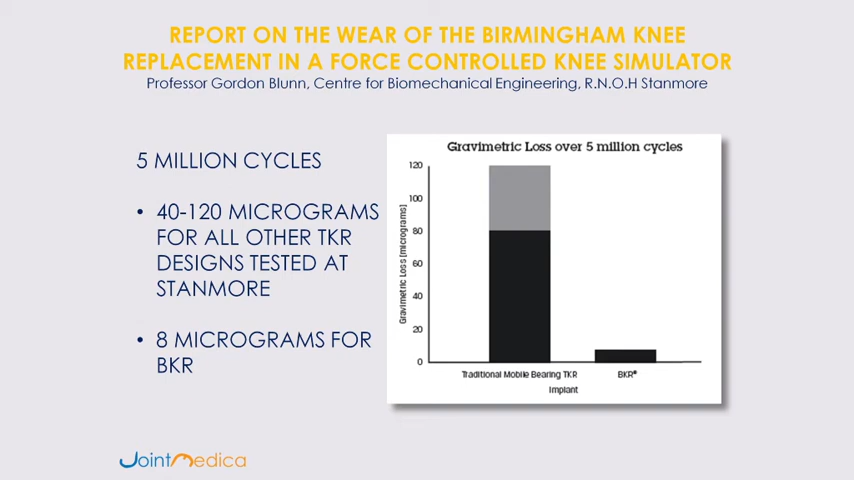 REPORT ON THE WEAR OF THE BIRMINGHAM KNEE
REPLACEMENT IN A FORCE CONTROLLED KNEE SIMULATOR
Professor Gordon Blunn, Centre for Biomechanical Engineering, R.N.O.H Stanmore
5 MILLION CYCLES
• 40-120 MICROGRAMS
FOR ALL OTHER TKR
DESIGNS TESTED AT
STANMORE
• 8 MICROGRAMS FOR
BKR
Gravimetric Loss over 5 million cycles
Gravimetric Loss [micrograms]
120
100
80
60
40
20
0
Traditional Mobile Bearing TKR
BKR*
Implant
JointMedica